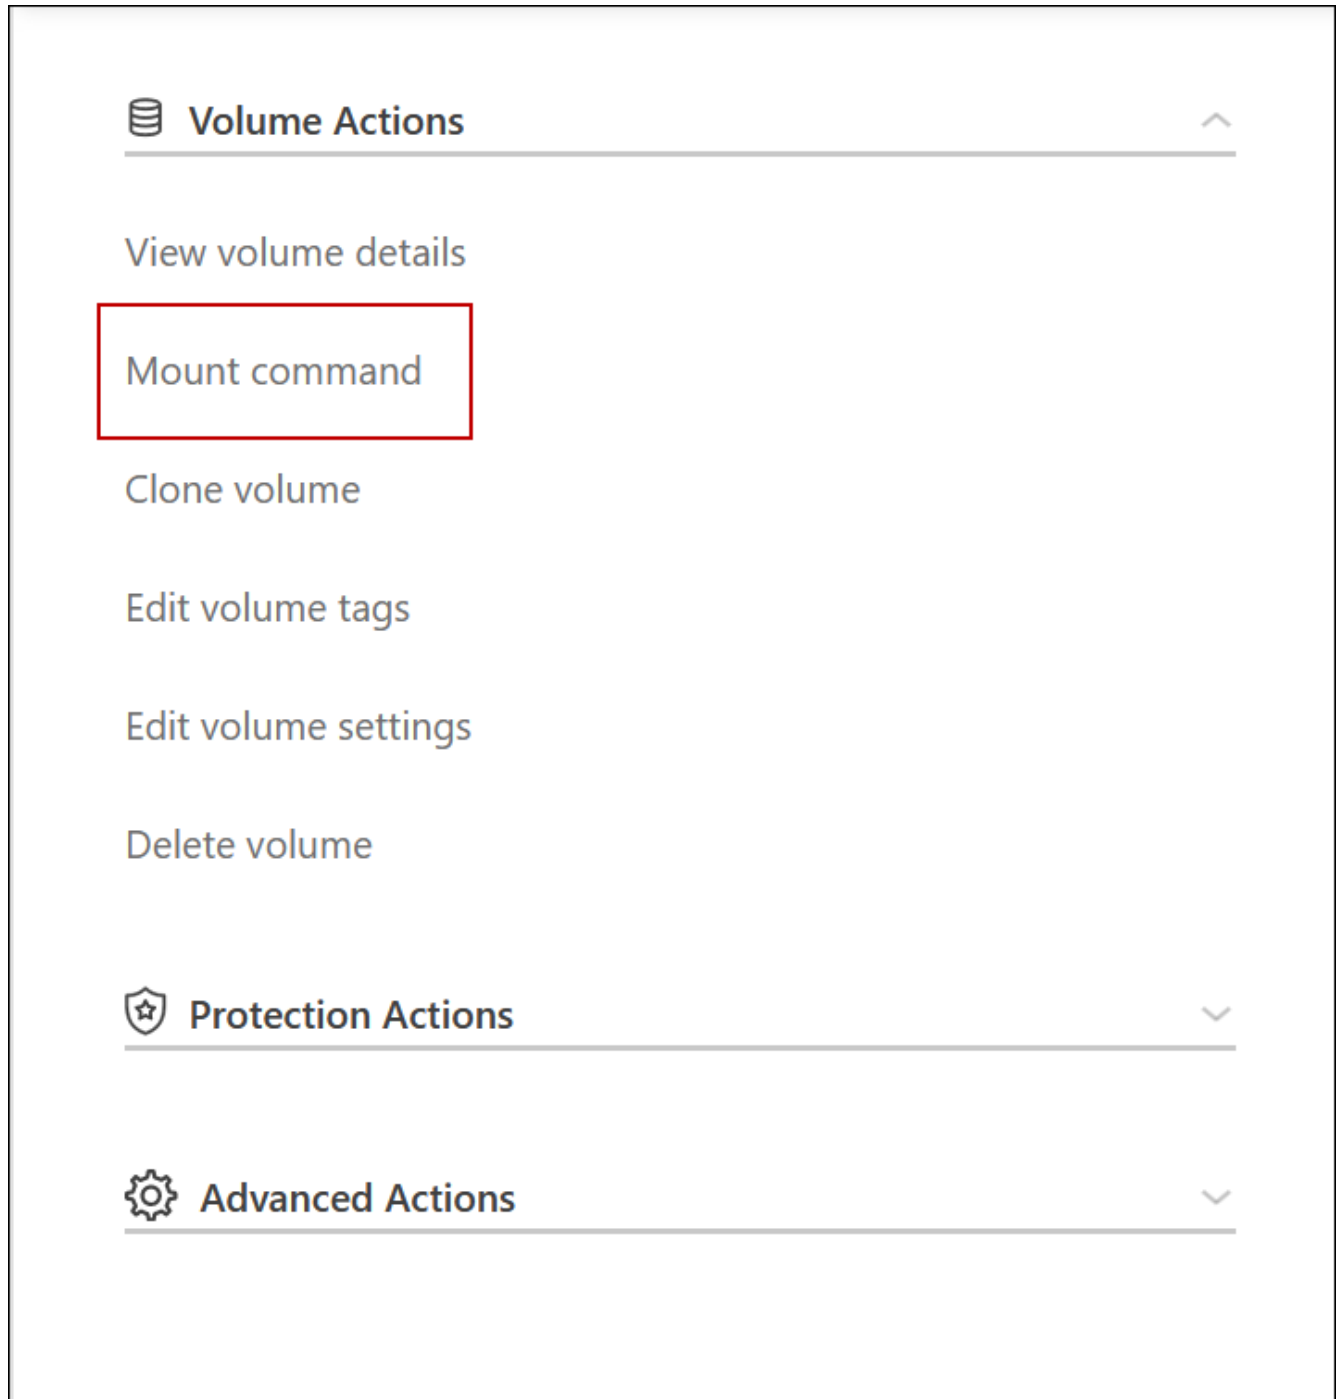 Volume Actions
View volume details
Mount command
Clone volume
Edit volume tags
Edit volume settings
Delete volume
Protection Actions
Advanced Actions